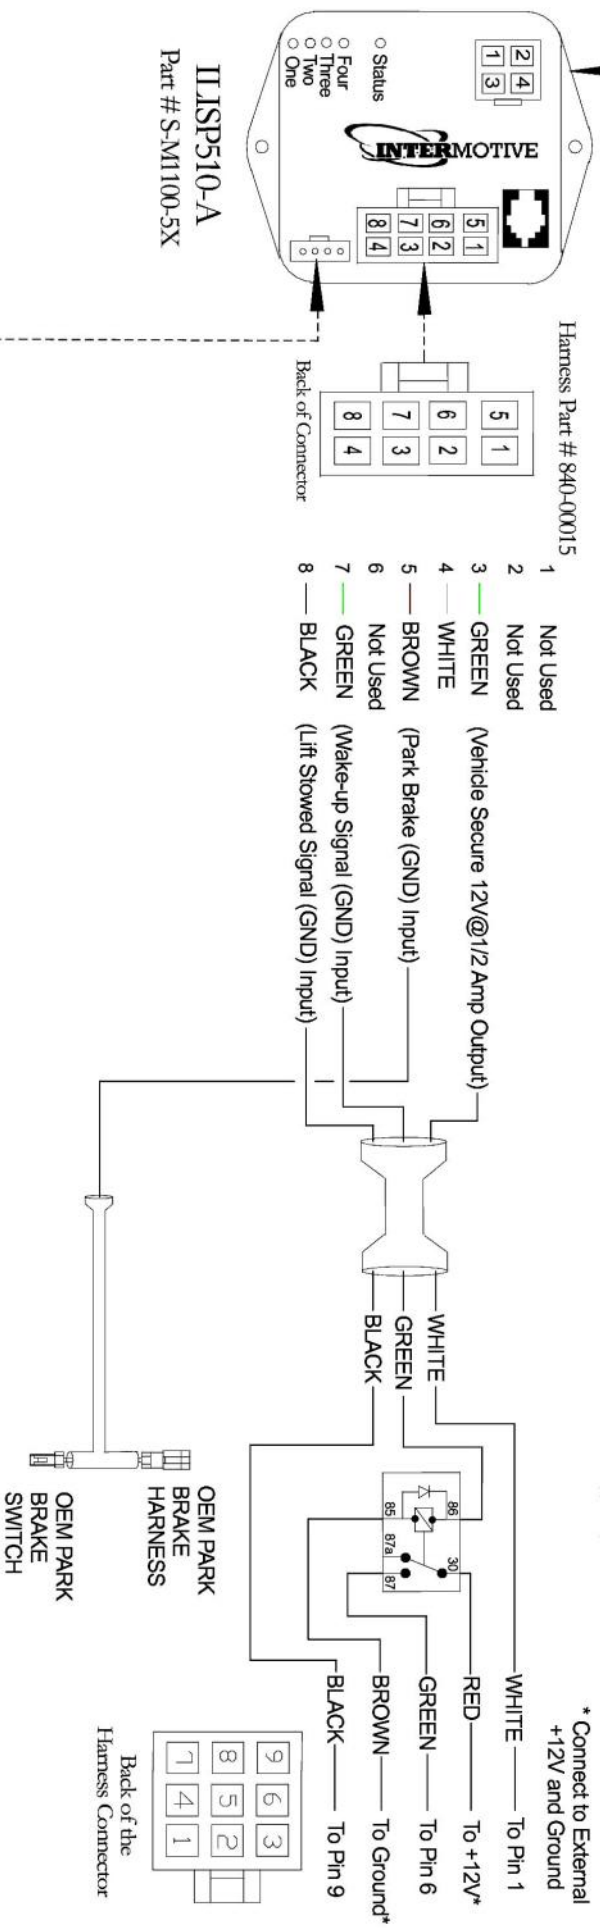 ILISP510-A
Part # S-M1100-5X
Status
Four
Three
Two
One
2 4
1 3
INTERMOTIVE
5 1
6 2
7 3
8 4
Harness Part # 840-00015
5 1
6 2
7 3
8 4
Back of Connector
1 Not Used
2 Not Used
3 GREEN (Vehicle Secure 12V@1/2 Amp Output)
4 WHITE
5 BROWN (Park Brake (GND) Input)
6 Not Used
7 GREEN (Wake-up Signal (GND) Input)
8 BLACK (Lift Stowed Signal (GND) Input)
WHITE
GREEN
BLACK
86
85
30
87a
87
* Connect to External
+12V and Ground
WHITE To Pin 1
RED To +12V*
GREEN To Pin 6
BROWN To Ground*
BLACK To Pin 9
OEM PARK
BRAKE
HARNESS
OEM PARK
BRAKE
SWITCH
9 6 3
8 5 2
7 4 1
Back of the
Harness Connector